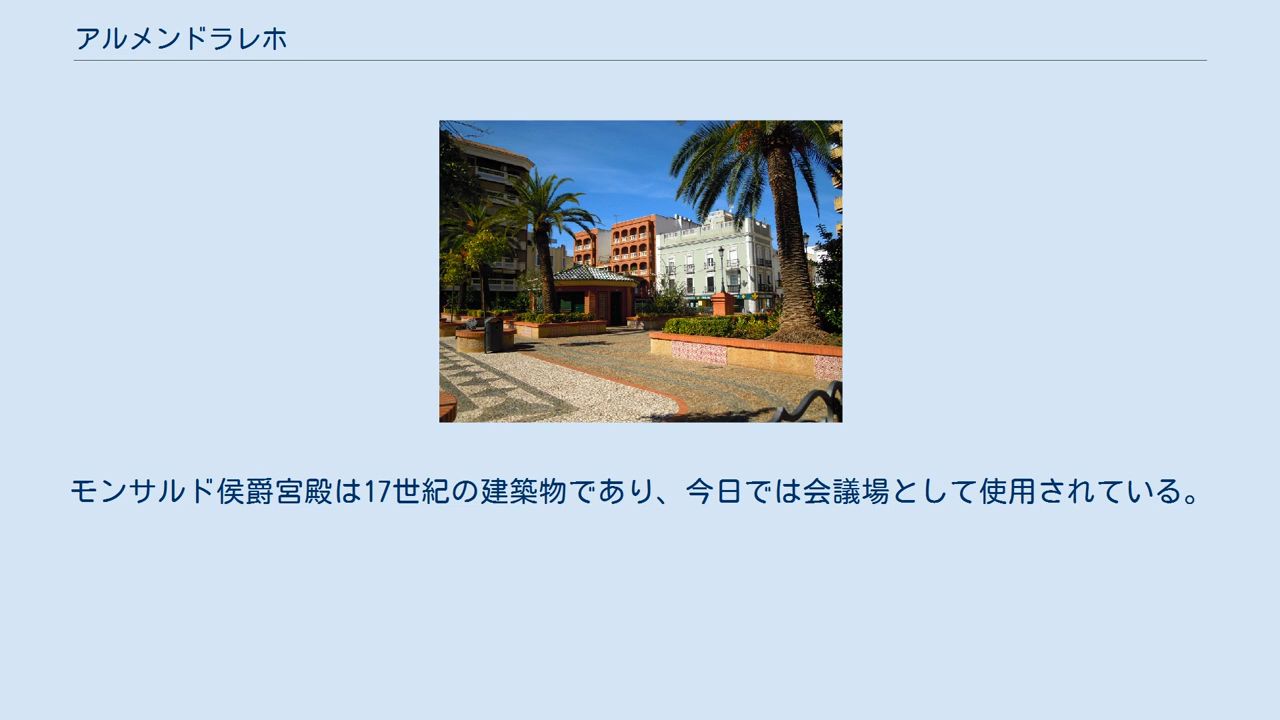 アルメンドラレホ
モンサルド侯爵宮殿は17世紀の建築物であり、今日では会議場として使用されている。